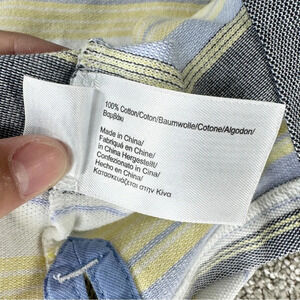 100% Cotton/Coton/Baumwolle/Cotone/Algodon/
Βαμβάκι
Made in China/
Fabriqué en Chine/
in China Hergestellt/
Confezionato in Cina/
Hecho en China/
Κατασκευάζεται στην Κίνα